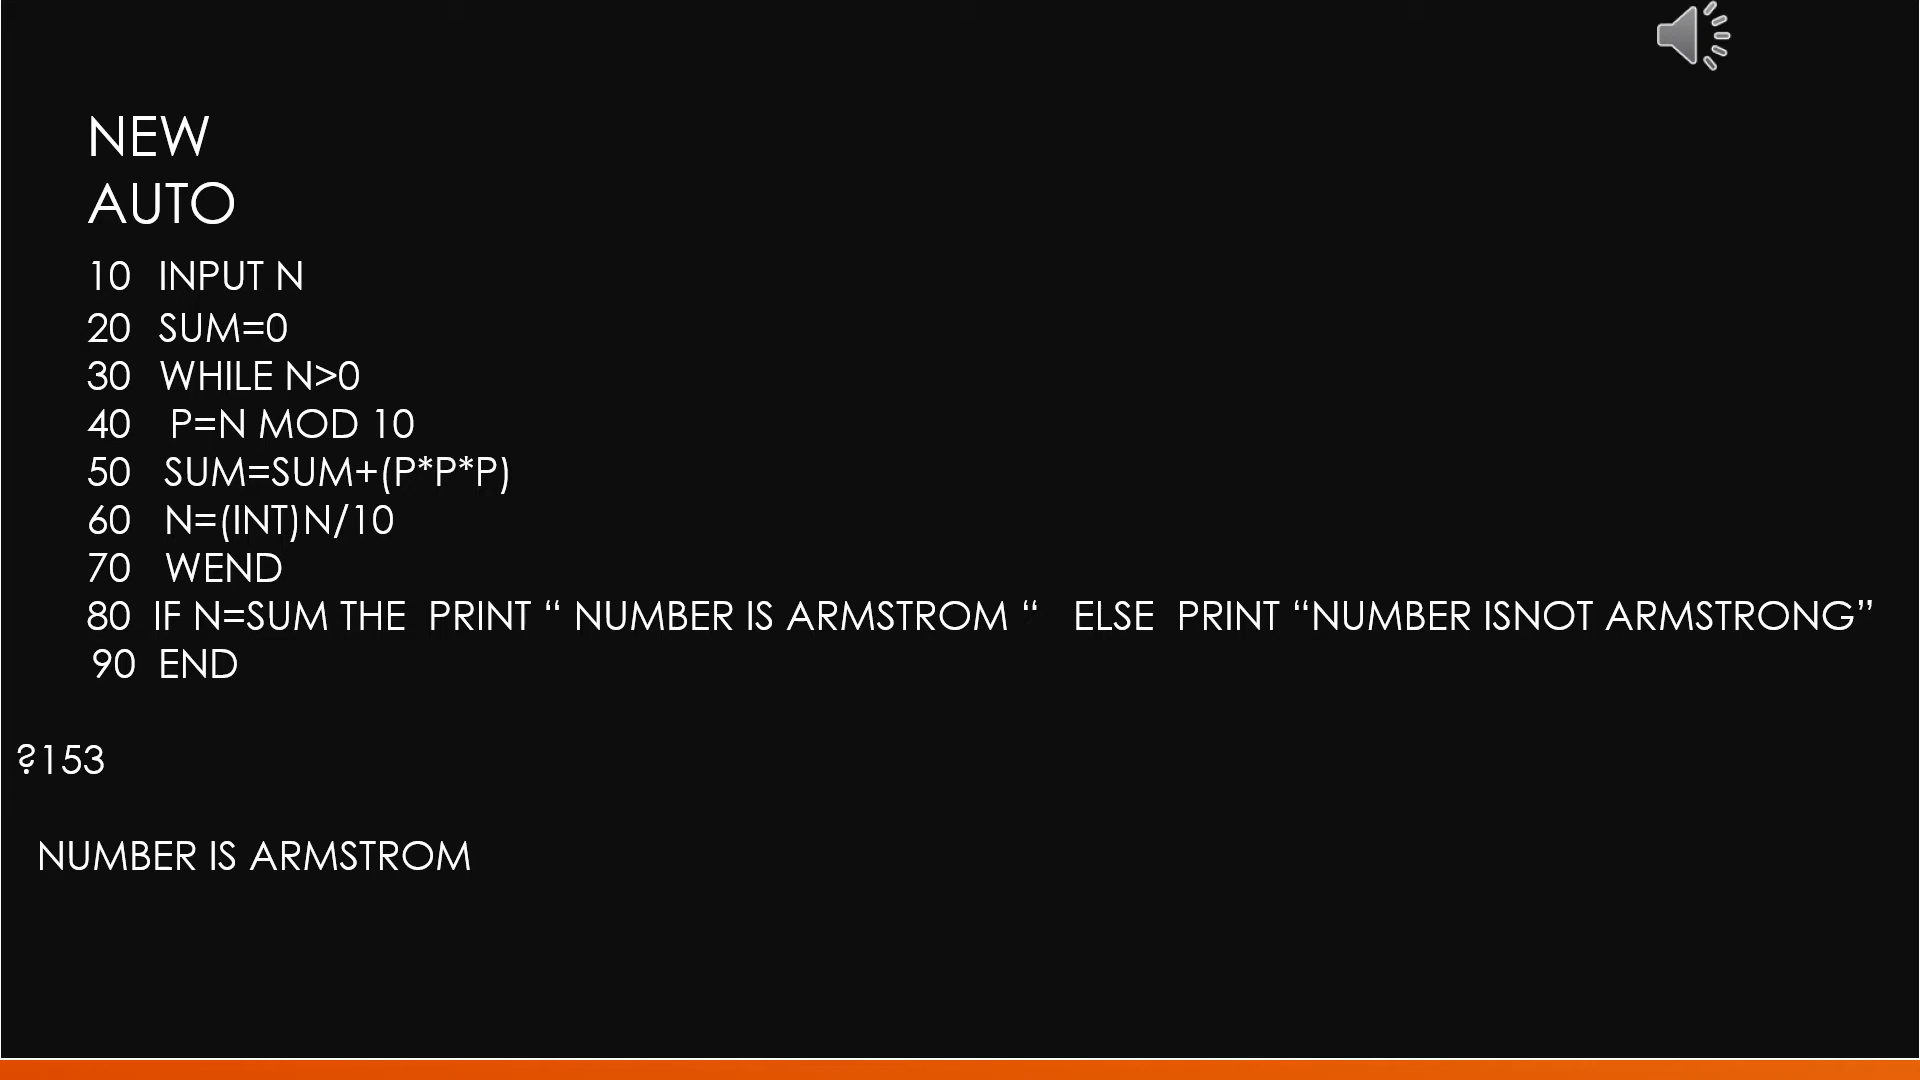 NEW
AUTO
10 INPUT N
20 SUM=0
30 WHILE N>0
40 P=N MOD 10
50 SUM=SUM+(P*P*P)
60 N=(INT)N/10
70 WEND
80 IF N=SUM THE PRINT “ NUMBER IS ARMSTROM “ ELSE PRINT “NUMBER ISNOT ARMSTRONG”
90 END
?153
NUMBER IS ARMSTROM